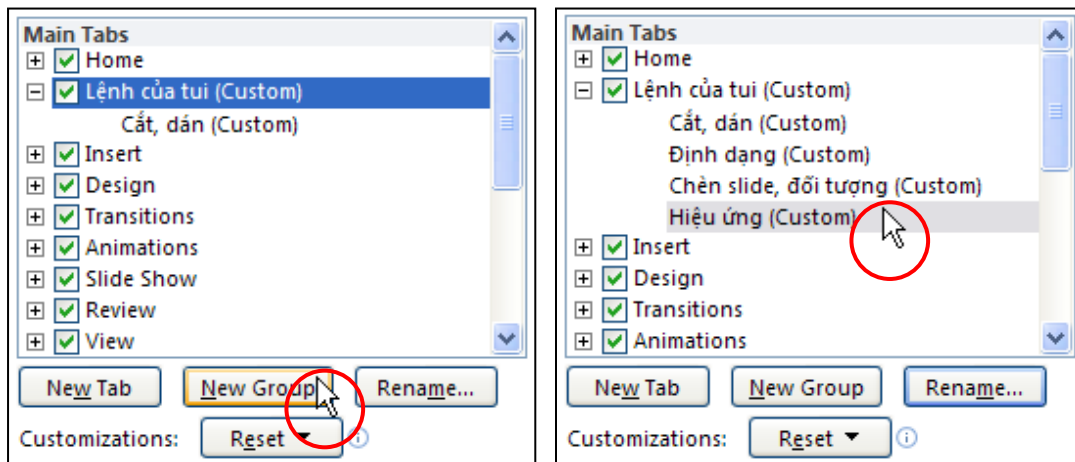 Main Tabs
Home
Lệnh của tui (Custom)
Cắt, dán (Custom)
Insert
Design
Transitions
Animations
Slide Show
Review
View
New Tab
New Group
Rename...
Customizations:
Reset
Main Tabs
Home
Lệnh của tui (Custom)
Cắt, dán (Custom)
Định dạng (Custom)
Chèn slide, đối tượng (Custom)
Hiệu ứng (Custom)
Insert
Design
Transitions
Animations
New Tab
New Group
Rename...
Customizations:
Reset